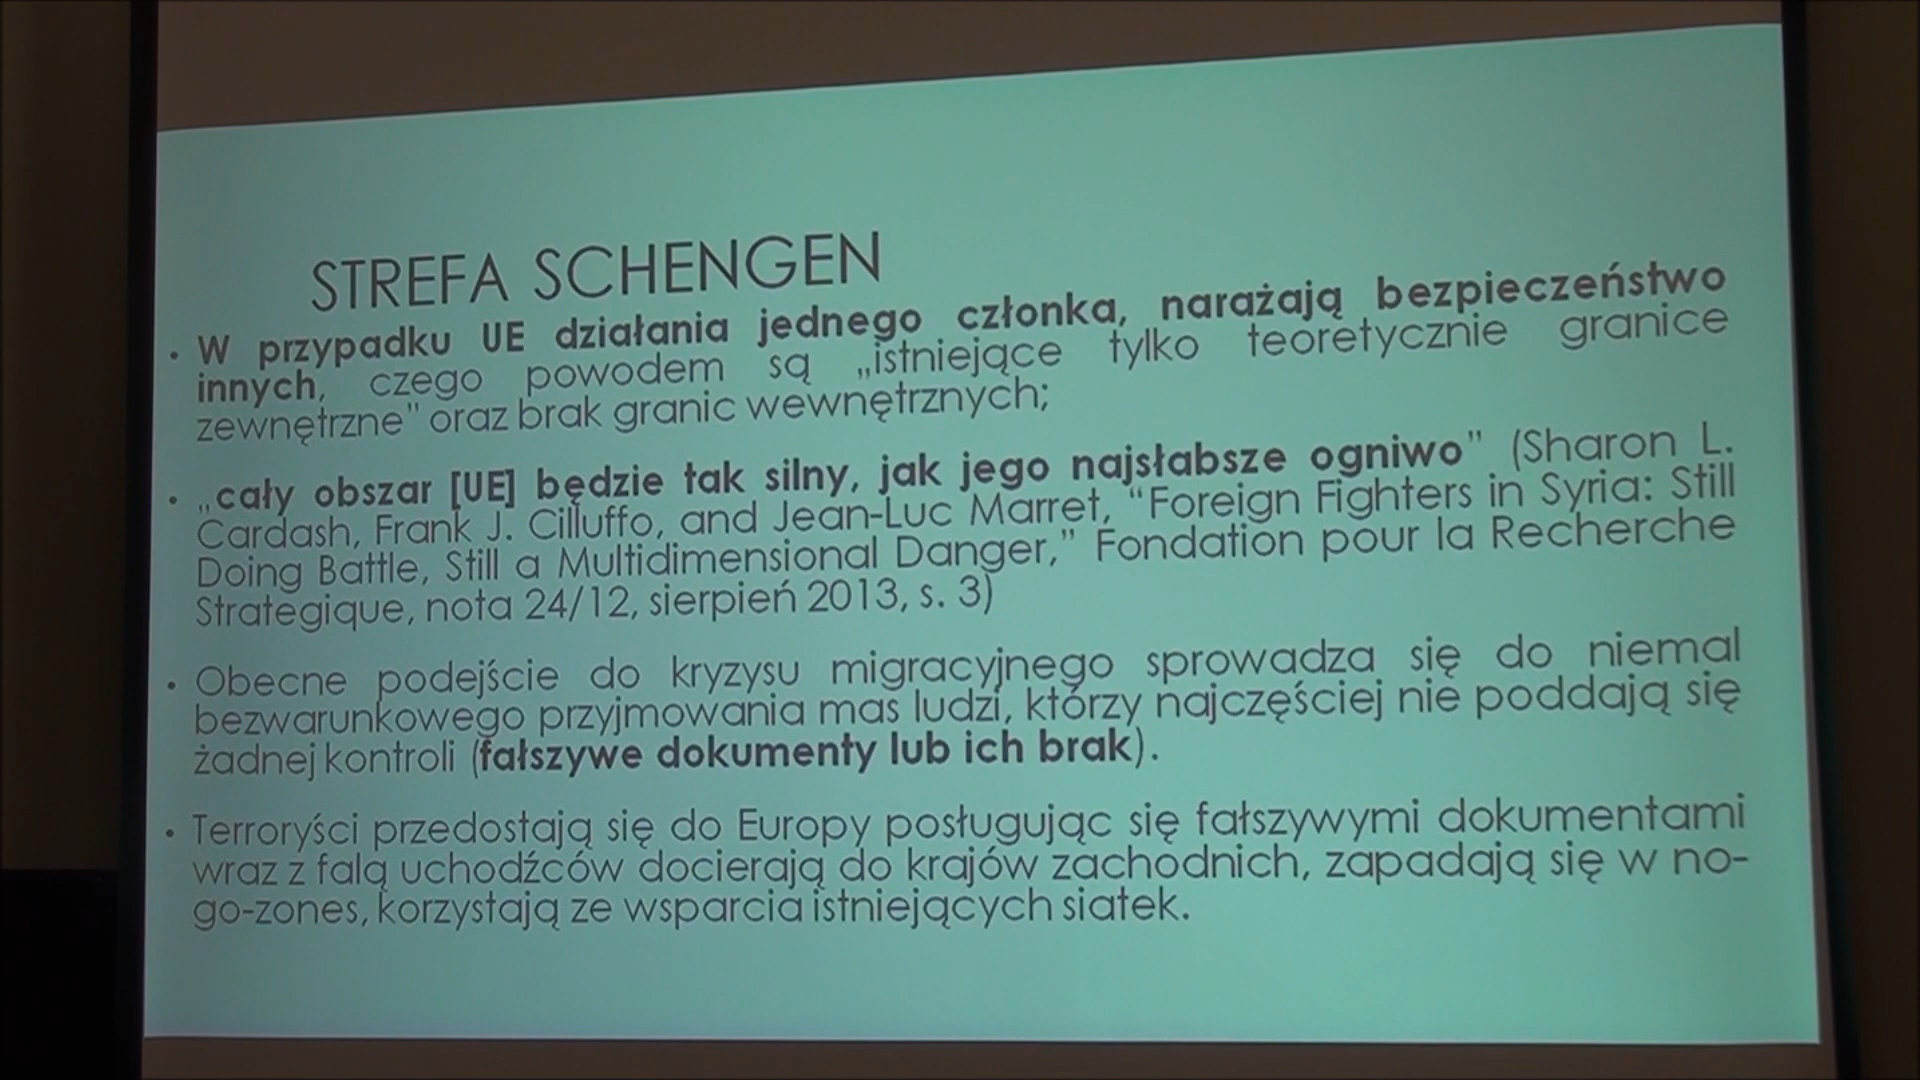 STREFA SCHENGEN
• W przypadku UE działania jednego członka, narażają bezpieczeństwo
innych, czego powodem są „istniejące tylko teoretycznie granice
zewnętrzne” oraz brak granic wewnętrznych;
• „cały obszar [UE] będzie tak silny, jak jego najsłabsze ogniwo” (Sharon L.
Cardash, Frank J. Cilluffo, and Jean-Luc Marret, “Foreign Fighters in Syria: Still
Doing Battle, Still a Multidimensional Danger,” Fondation pour la Recherche
Strategique, nota 24/12, sierpień 2013, s. 3)
• Obecne podejście do kryzysu migracyjnego sprowadza się do niemal
bezwarunkowego przyjmowania mas ludzi, którzy najczęściej nie poddają się
żadnej kontroli (fałszywe dokumenty lub ich brak).
• Terroryści przedostają się do Europy posługując się fałszywymi dokumentami
wraz z falą uchodźców docierają do krajów zachodnich, zapadają się w no-
go-zones, korzystają ze wsparcia istniejących siatek.